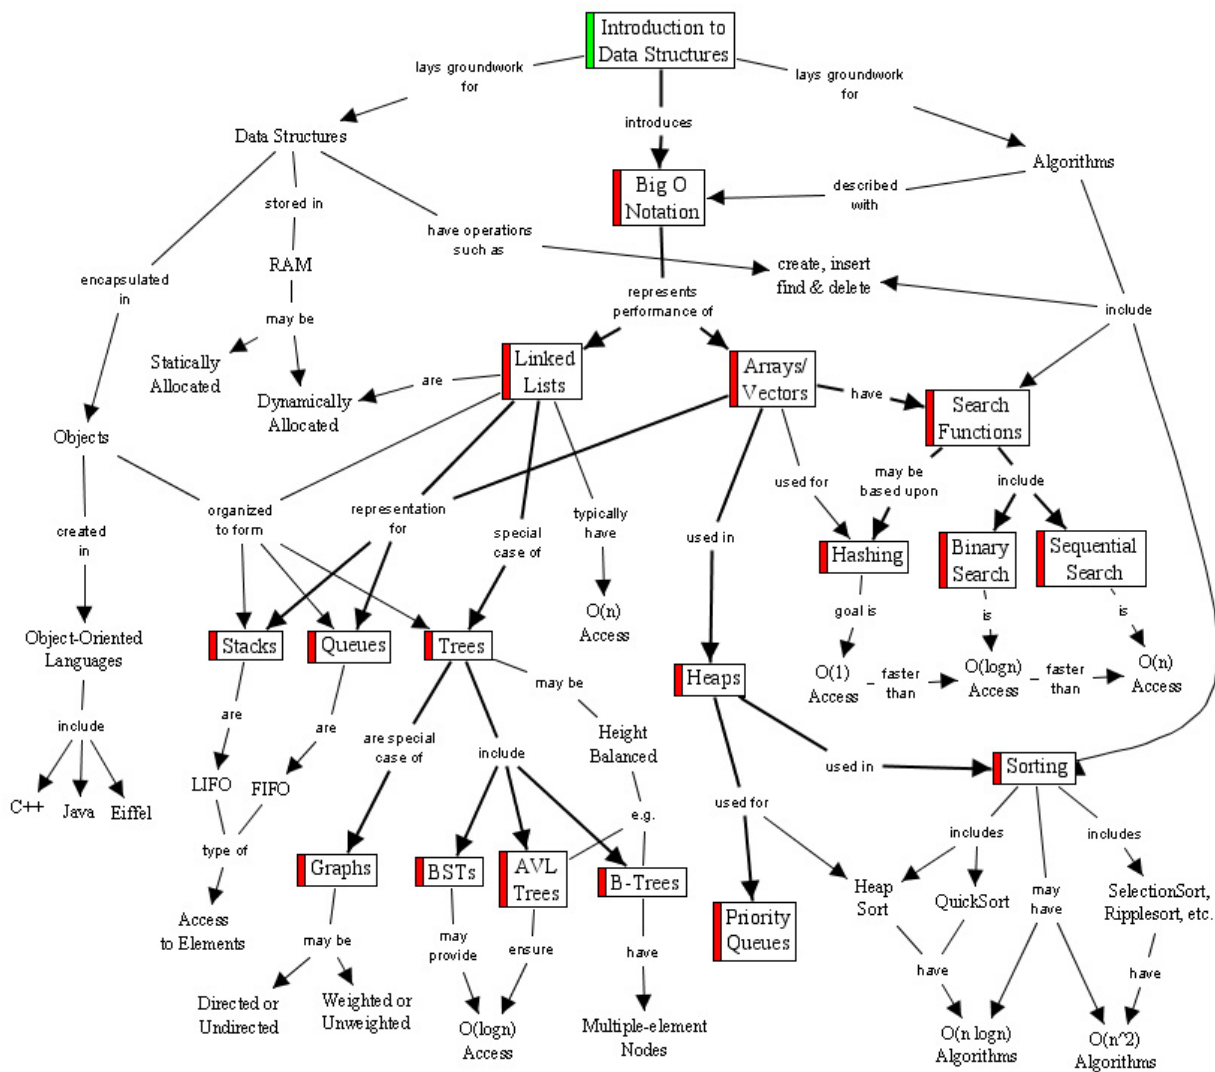 Introduction to
Data Structures
lays groundwork
for
lays groundwork
for
introduces
Data Structures
Algorithms
Big O
Notation
described
with
stored in
have operations
such as
RAM
create, insert
find & delete
encapsulated
in
represents
performance of
include
may be
Statically
Allocated
Linked
Lists
Arrays/
Vectors
are
have
Dynamically
Allocated
Search
Functions
Objects
may be
based upon
include
used for
organized
to form
representation
for
typically
have
created
in
special
case of
used in
Hashing
Binary
Search
Sequential
Search
O(n)
Access
goal is
is
is
Object-Oriented
Languages
Stacks
Queues
Trees
Heaps
O(1)
Access
faster
than
O(logn)
Access
faster
than
O(n)
Access
may be
include
are
are
are special
case of
include
Height
Balanced
used in
Sorting
C++
Java
Eiffel
LIFO
FIFO
used for
e.g.
includes
includes
type of
Graphs
BSTs
AVL
Trees
B-Trees
Heap
Sort
QuickSort
may
have
SelectionSort,
Ripplesort, etc.
Priority
Queues
Access
to Elements
may be
may
provide
ensure
have
have
have
Directed or
Undirected
Weighted or
Unweighted
O(logn)
Access
Multiple-element
Nodes
O(n logn)
Algorithms
O(n^2)
Algorithms